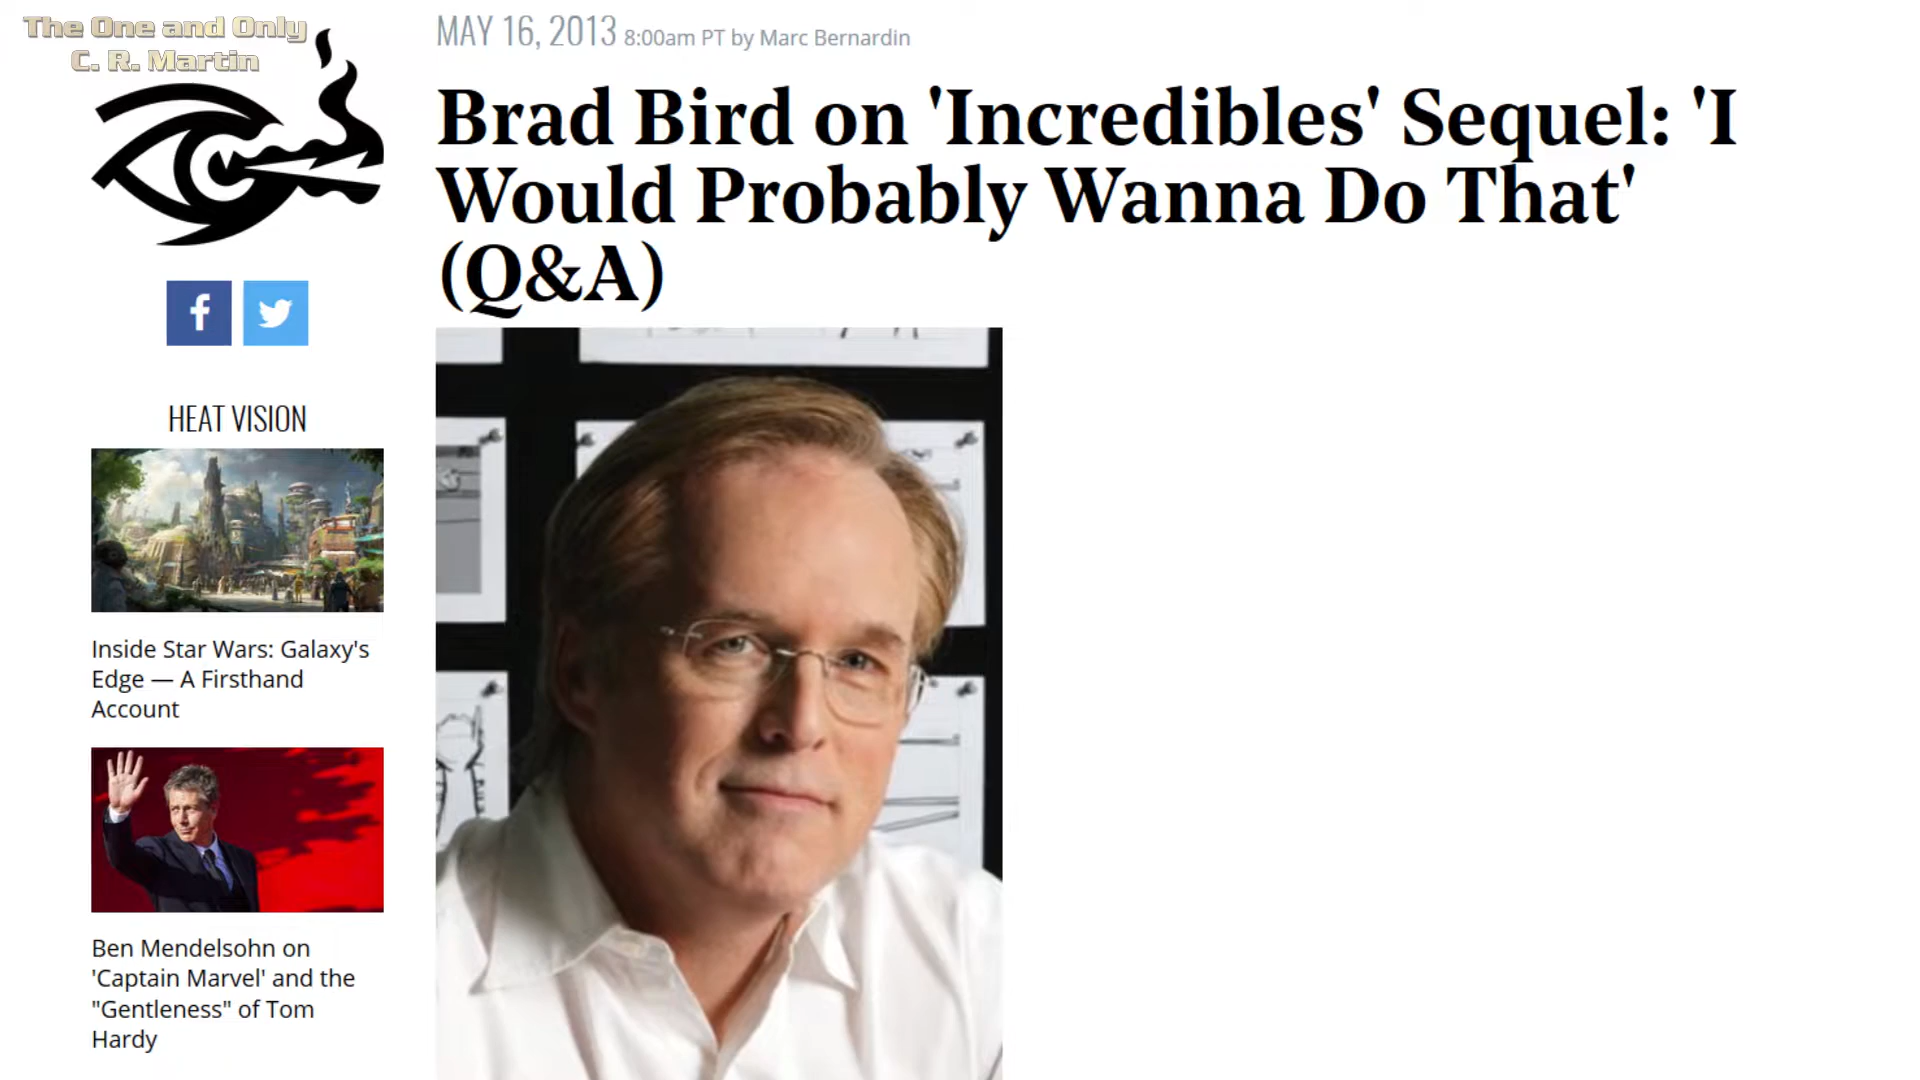 The One and Only
C. R. Martin
MAY 16, 2013 8:00am PT by Marc Bernardin
Brad Bird on 'Incredibles' Sequel: 'I
Would Probably Wanna Do That'
(Q&A)
HEAT VISION
Inside Star Wars: Galaxy's
Edge — A Firsthand
Account
Ben Mendelsohn on
'Captain Marvel' and the
"Gentleness" of Tom
Hardy